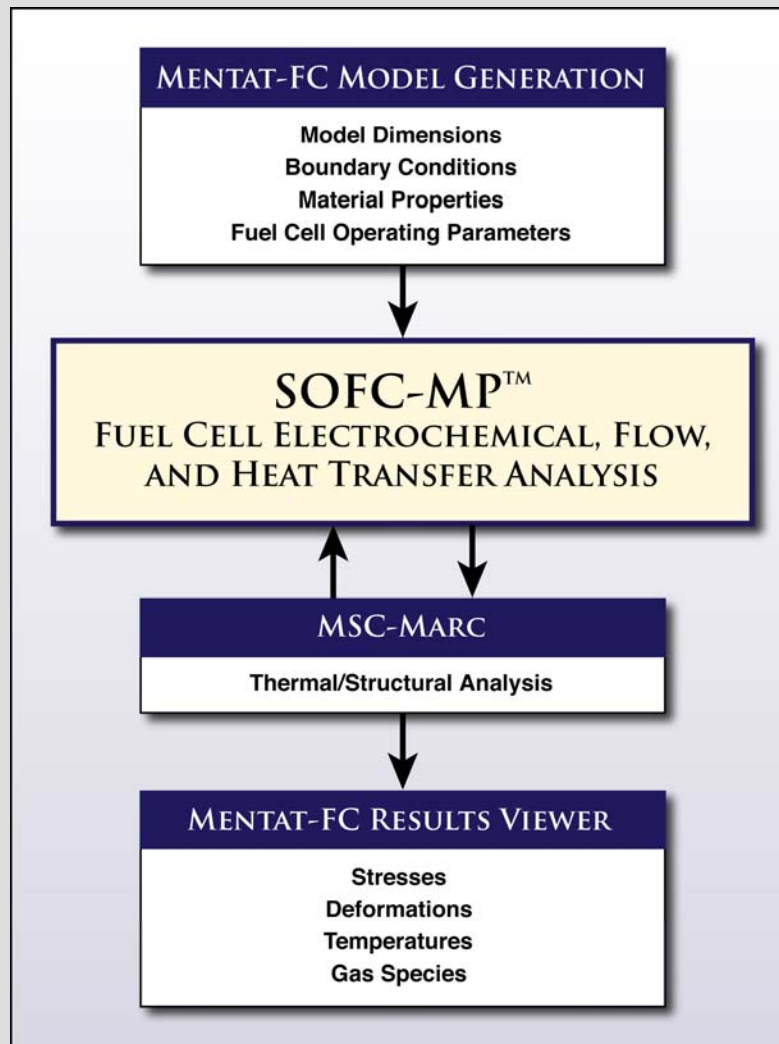 MENTAT-FC MODEL GENERATION
Model Dimensions
Boundary Conditions
Material Properties
Fuel Cell Operating Parameters
SOFC-MP™
FUEL CELL ELECTROCHEMICAL, FLOW,
AND HEAT TRANSFER ANALYSIS
MSC-MARC
Thermal/Structural Analysis
MENTAT-FC RESULTS VIEWER
Stresses
Deformations
Temperatures
Gas Species